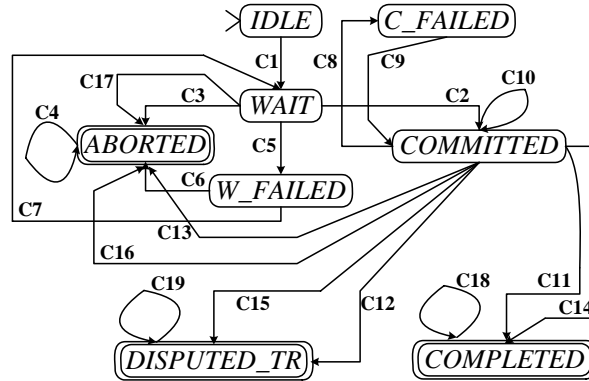 IDLE
C_FAILED
C1
C8
C9
C17
C10
C4
C3
WAIT
C2
ABORTED
C5
COMMITTED
C6
W_FAILED
C7
C13
C16
C19
C15
C12
C18
C11
C14
DISPUTED_TR
COMPLETED